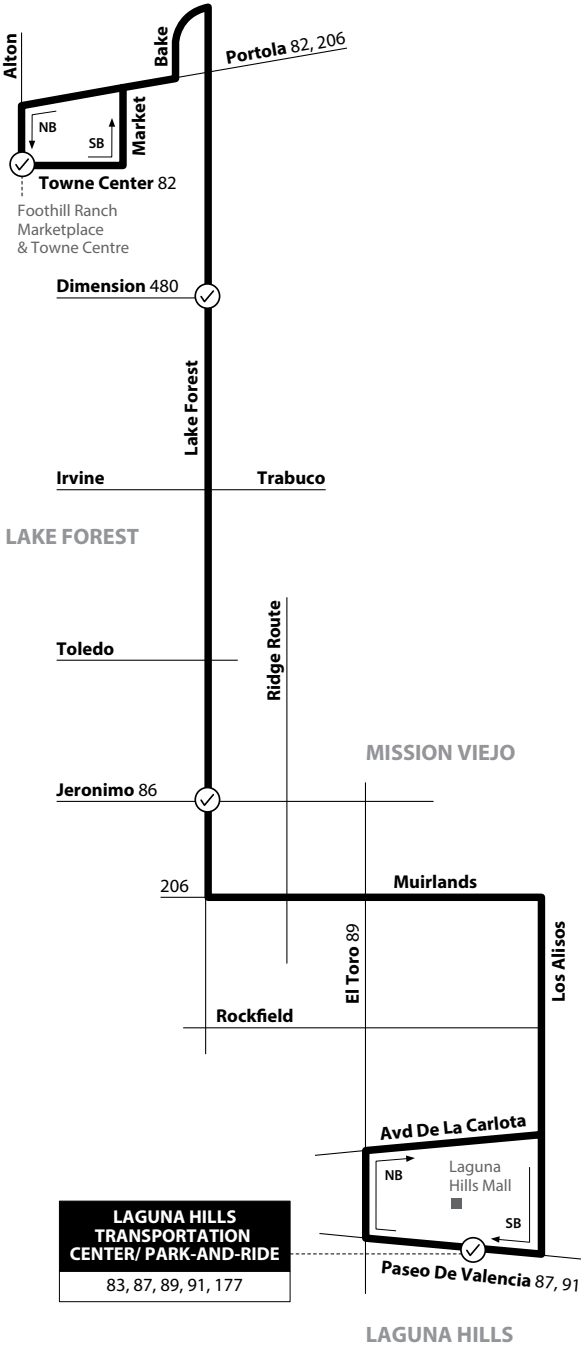 Alton
Bake
Portola 82, 206
NB
SB
Market
Towne Center 82
Foothill Ranch
Marketplace
& Towne Centre
Dimension 480
Lake Forest
Irvine
Trabuco
LAKE FOREST
Ridge Route
Toledo
MISSION VIEJO
Jeronimo 86
206
Muirlands
El Toro 89
Los Alisos
Rockfield
Avd De La Carlota
NB
Laguna
Hills Mall
SB
LAGUNA HILLS
TRANSPORTATION
CENTER/ PARK-AND-RIDE
83, 87, 89, 91, 177
Paseo De Valencia 87, 91
LAGUNA HILLS